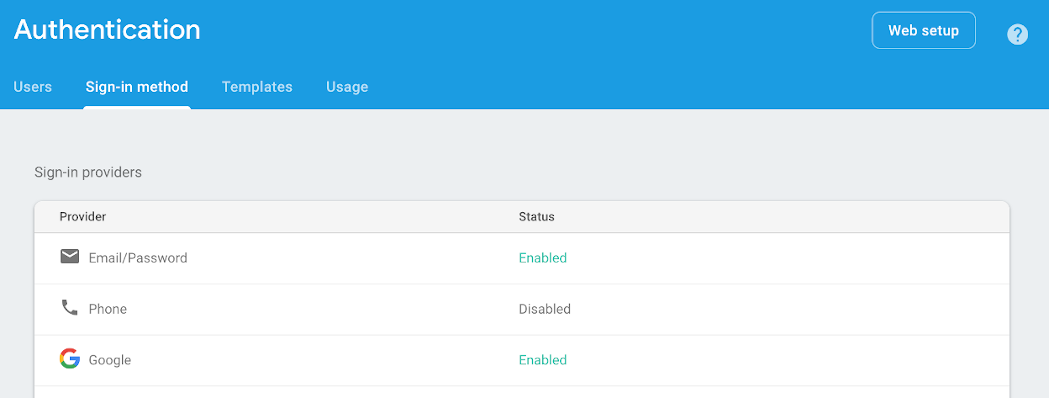 Authentication
Web setup
?
Users Sign-in method Templates Usage
Sign-in providers
Provider Status
Email/Password Enabled
Phone Disabled
Google Enabled